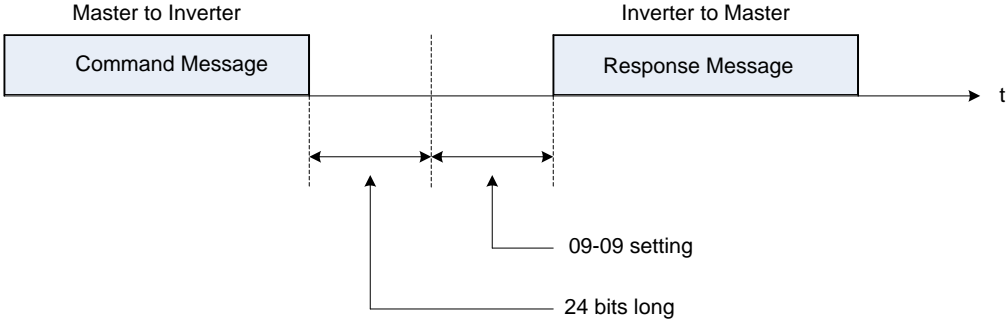 Master to Inverter
Inverter to Master
Command Message
Response Message
t
09-09 setting
24 bits long